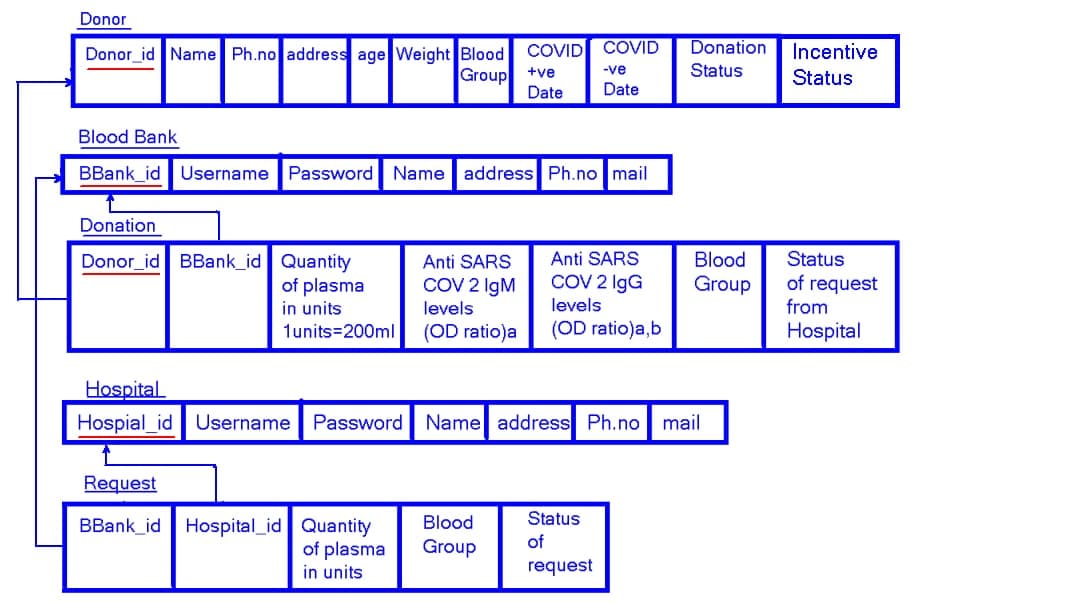 Donor
Donor_id Name Ph.no address age Weight Blood Group COVID +ve Date COVID -ve Date Donation Status Incentive Status
Blood Bank
BBank_id Username Password Name address Ph.no mail
Donation
Donor_id BBank_id Quantity of plasma in units 1units=200ml Anti SARS COV 2 IgM levels (OD ratio)a Anti SARS COV 2 IgG levels (OD ratio)a,b Blood Group Status of request from Hospital
Hospital
Hospial_id Username Password Name address Ph.no mail
Request
BBank_id Hospital_id Quantity of plasma in units Blood Group Status of request